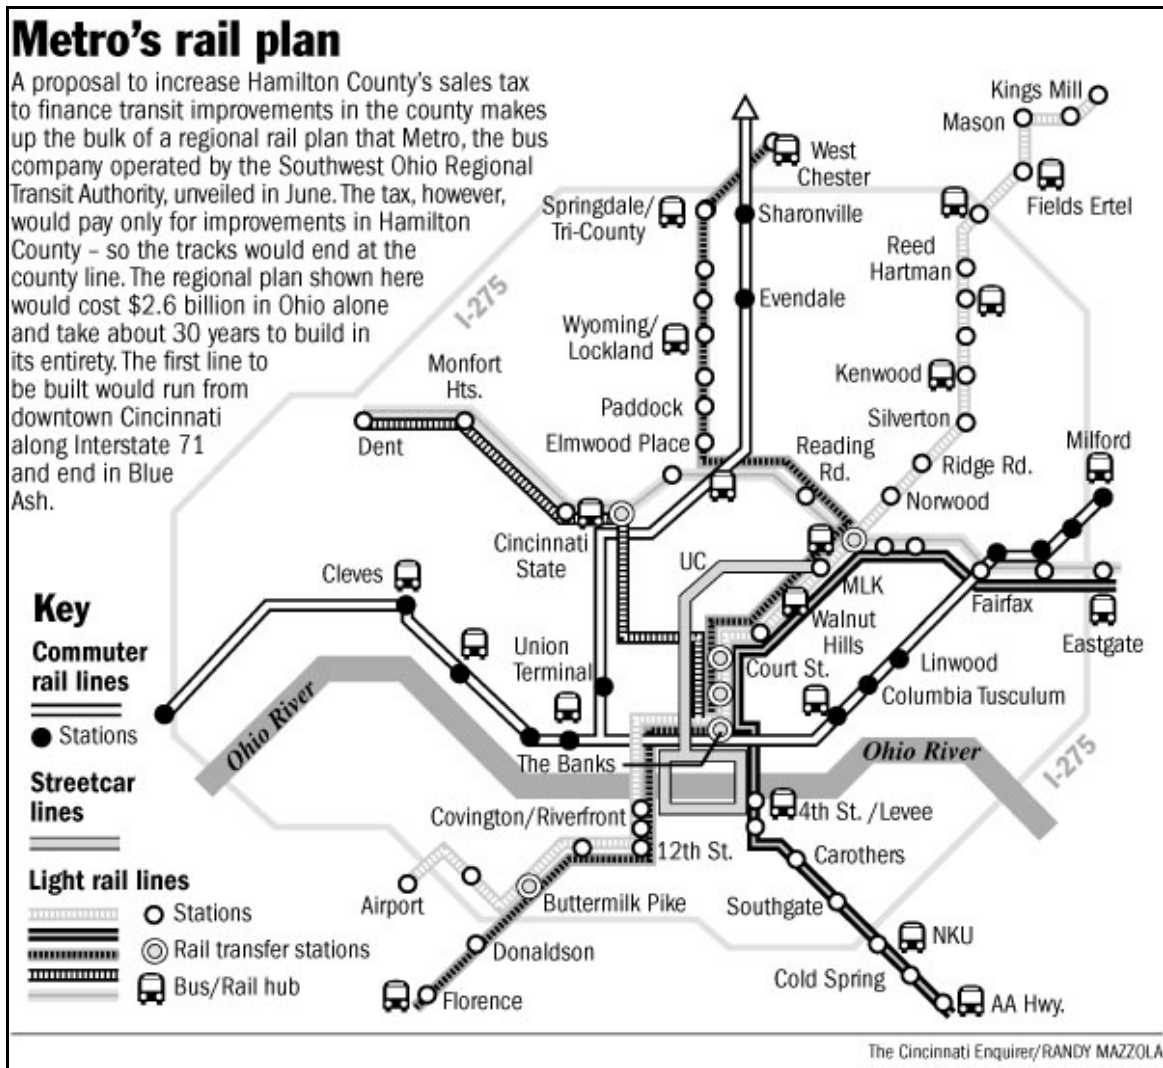 Metro's rail plan
A proposal to increase Hamilton County's sales tax
to finance transit improvements in the county makes
up the bulk of a regional rail plan that Metro, the bus
company operated by the Southwest Ohio Regional
Transit Authority, unveiled in June. The tax, however,
would pay only for improvements in Hamilton
County – so the tracks would end at the
county line. The regional plan shown here
would cost $2.6 billion in Ohio alone
and take about 30 years to build in
its entirety. The first line to
be built would run from
downtown Cincinnati
along Interstate 71
and end in Blue
Ash.
Kings Mill
Mason
West
Chester
Fields Ertel
Springdale/
Tri-County
Sharonville
Reed
Hartman
I-275
Evendale
Wyoming/
Lockland
Monfort
Hts.
Kenwood
Paddock
Silverton
Dent
Elmwood Place
Reading
Rd.
Milford
Ridge Rd.
Norwood
Cincinnati
State
UC
Cleves
MLK
Fairfax
Walnut
Hills
Eastgate
Union
Terminal
Court St.
Linwood
Columbia Tusculum
Ohio River
The Banks
Ohio River
I-275
Covington/Riverfront
4th St. /Levee
12th St.
Carothers
Airport
Buttermilk Pike
Southgate
Donaldson
NKU
Cold Spring
Florence
AA Hwy.
Key
Commuter
rail lines
Stations
Streetcar
lines
Light rail lines
Stations
Rail transfer stations
Bus/Rail hub
The Cincinnati Enquirer/RANDY MAZZOLA